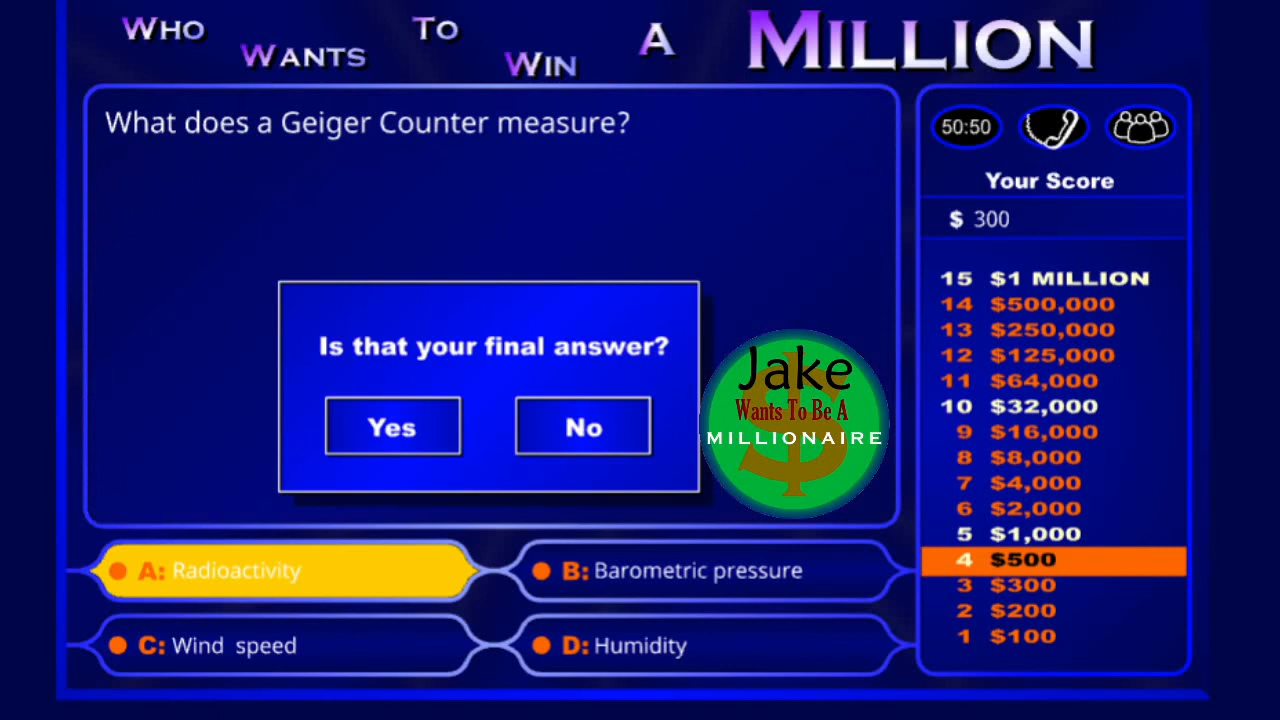 WHO WANTS TO WIN A MILLION
What does a Geiger Counter measure?
50:50
Your Score
$ 300
Is that your final answer?
Yes
No
Jake
Wants To Be A
MILLIONAIRE
15 $1 MILLION
14 $500,000
13 $250,000
12 $125,000
11 $64,000
10 $32,000
9 $16,000
8 $8,000
7 $4,000
6 $2,000
5 $1,000
4 $500
3 $300
2 $200
1 $100
A: Radioactivity
B: Barometric pressure
C: Wind speed
D: Humidity